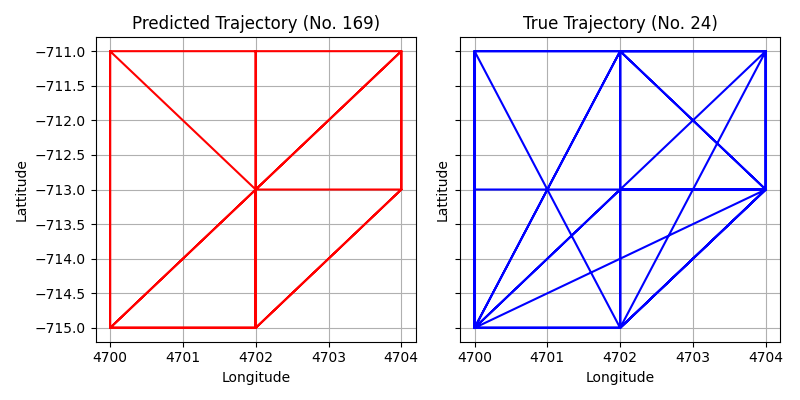 Predicted Trajectory (No. 169)
−711.0
−711.5
−712.0
−712.5
−713.0
−713.5
−714.0
−714.5
−715.0
Lattitude
4700 4701 4702 4703 4704
Longitude
True Trajectory (No. 24)
Lattitude
4700 4701 4702 4703 4704
Longitude